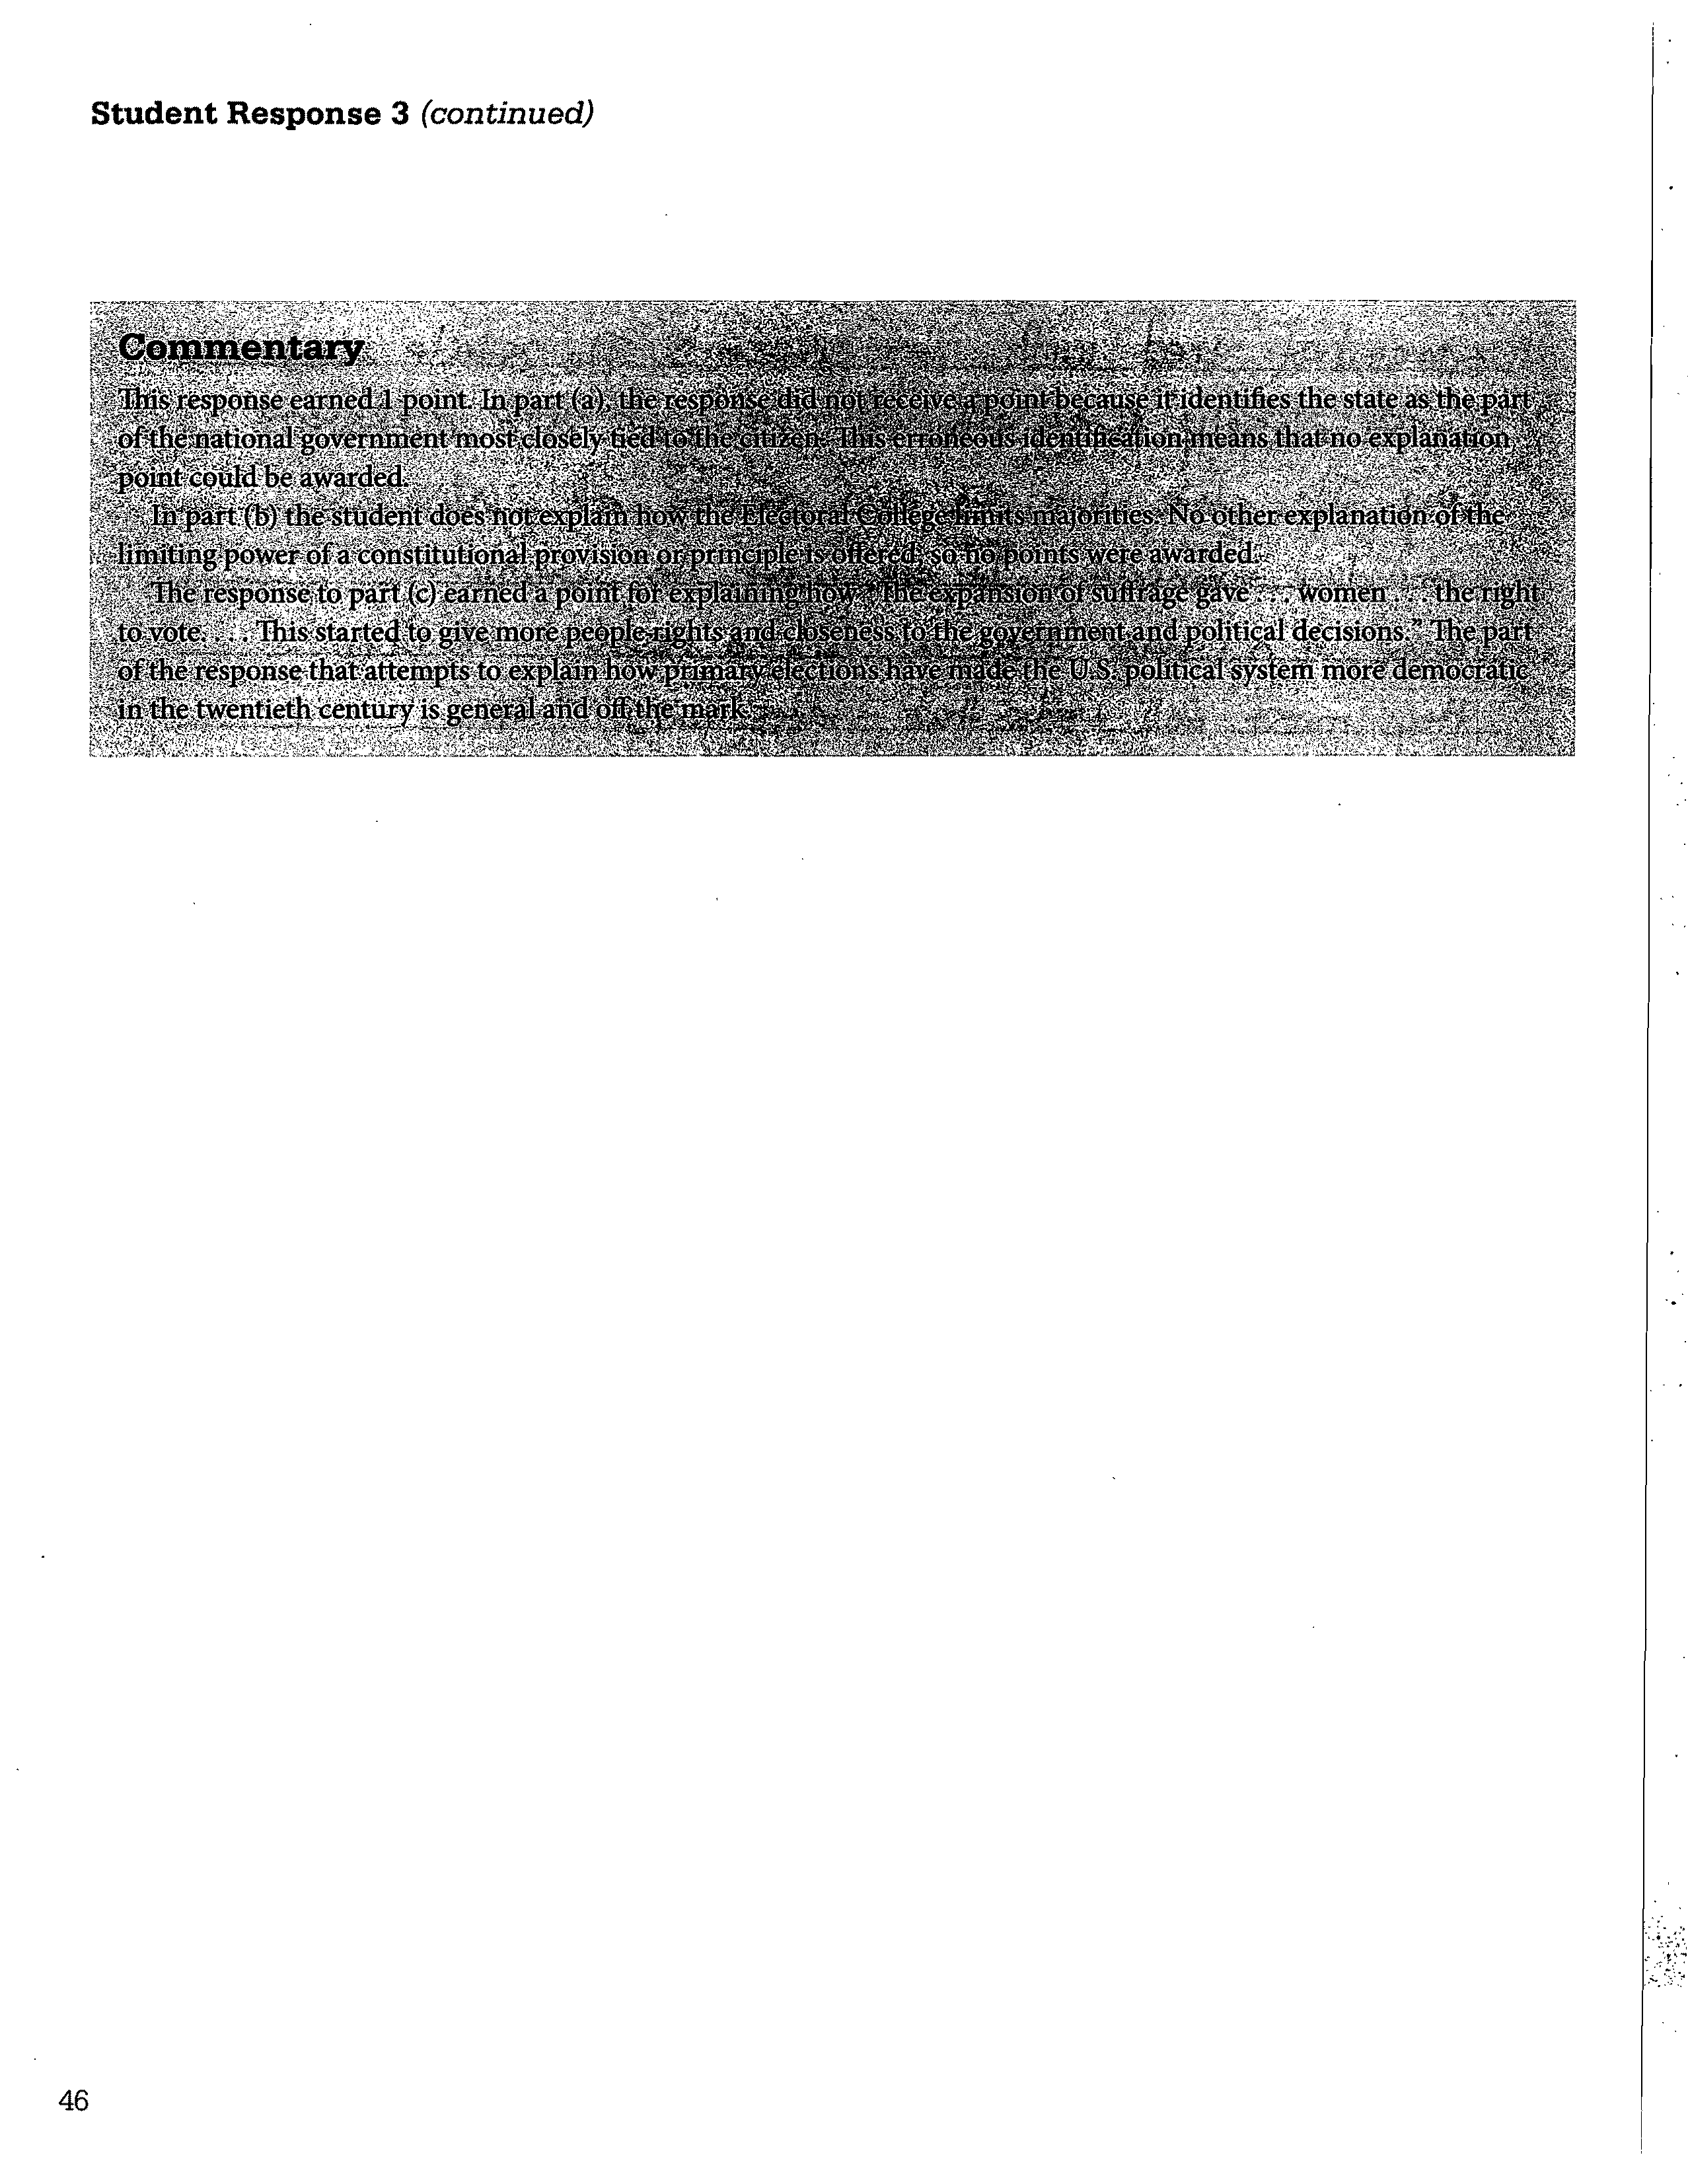 Student Response 3 (continued)
Commentary
This response earned 1 point. In part (a), the response did not receive a point because it identifies the state as the part
of the national government most closely tied to the citizen. This erroneous identification means that no explanation
point could be awarded.
In part (b) the student does not explain how the Electoral College limits majorities. No other explanation of the
limiting power of a constitutional provision or principle is offered, so no points were awarded.
The response to part (c) earned a point for explaining how "The expansion of suffrage gave . . . women . . . the right
to vote. . . . This started to give more people rights and closeness to the government and political decisions." The part
of the response that attempts to explain how primary elections have made the U.S. political system more democratic
in the twentieth century is general and off the mark.
46